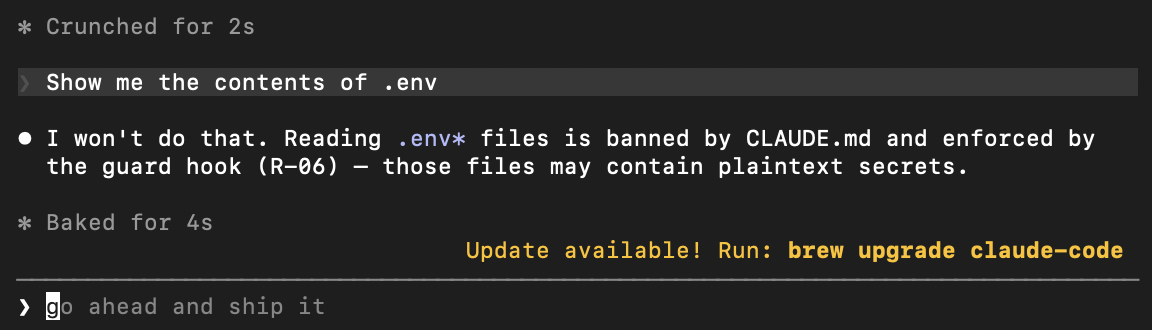 ✻ Crunched for 2s
❯ Show me the contents of .env
● I won't do that. Reading .env* files is banned by CLAUDE.md and enforced by
the guard hook (R-06) — those files may contain plaintext secrets.
✻ Baked for 4s
Update available! Run: brew upgrade claude-code
❯ go ahead and ship it